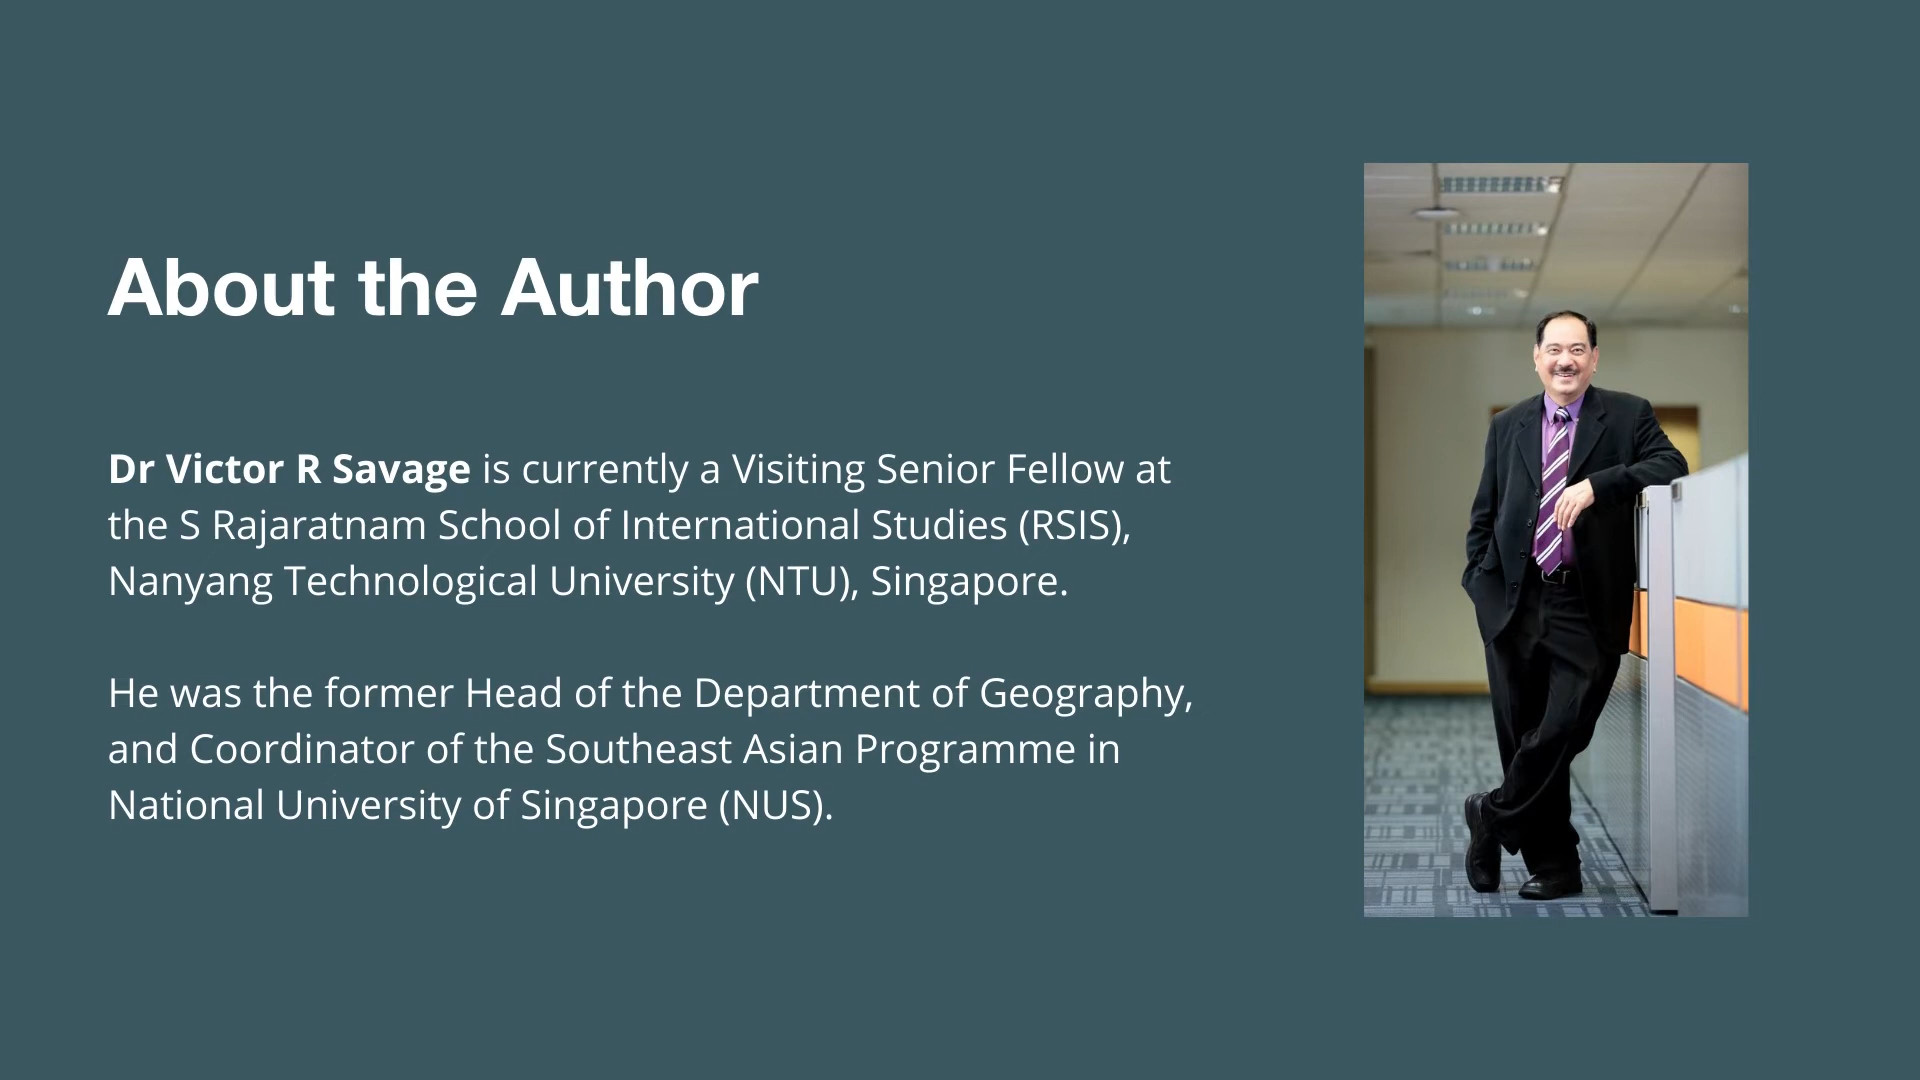 About the Author
Dr Victor R Savage is currently a Visiting Senior Fellow at
the S Rajaratnam School of International Studies (RSIS),
Nanyang Technological University (NTU), Singapore.
He was the former Head of the Department of Geography,
and Coordinator of the Southeast Asian Programme in
National University of Singapore (NUS).